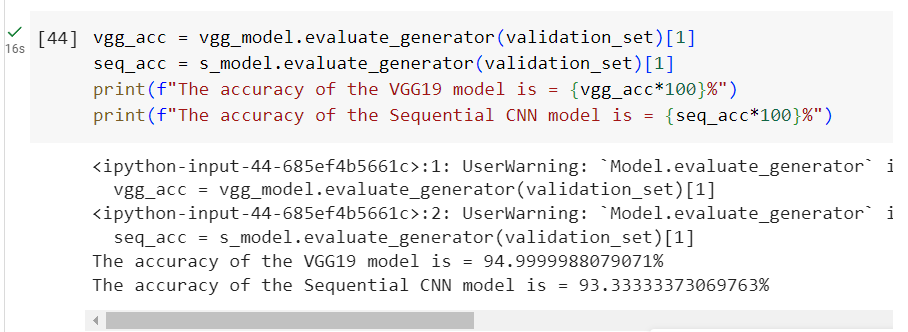 [44] vgg_acc = vgg_model.evaluate_generator(validation_set)[1]
16s
seq_acc = s_model.evaluate_generator(validation_set)[1]
print(f"The accuracy of the VGG19 model is = {vgg_acc*100}%")
print(f"The accuracy of the Sequential CNN model is = {seq_acc*100}%")
<ipython-input-44-685ef4b5661c>:1: UserWarning: `Model.evaluate_generator` i
vgg_acc = vgg_model.evaluate_generator(validation_set)[1]
<ipython-input-44-685ef4b5661c>:2: UserWarning: `Model.evaluate_generator` i
seq_acc = s_model.evaluate_generator(validation_set)[1]
The accuracy of the VGG19 model is = 94.9999988079071%
The accuracy of the Sequential CNN model is = 93.33333373069763%